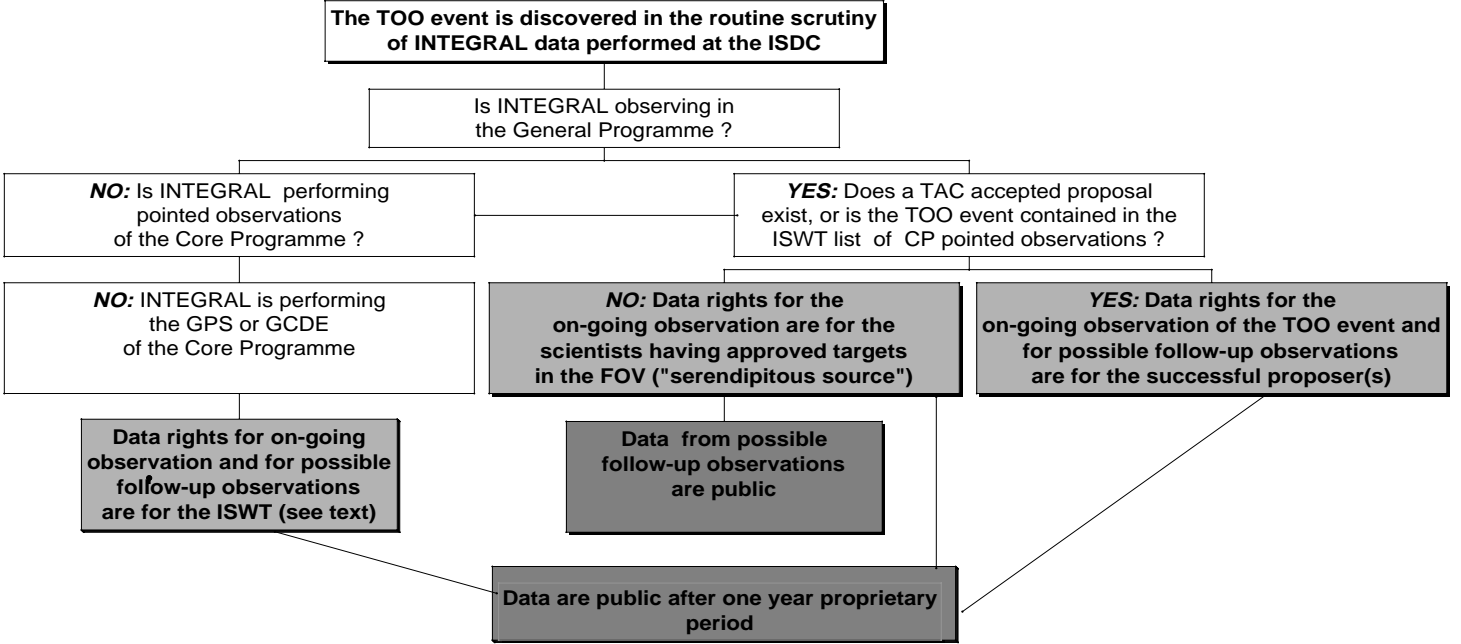 The TOO event is discovered in the routine scrutiny
of INTEGRAL data performed at the ISDC
Is INTEGRAL observing in
the General Programme ?
NO: Is INTEGRAL performing
pointed observations
of the Core Programme ?
YES: Does a TAC accepted proposal
exist, or is the TOO event contained in the
ISWT list of CP pointed observations ?
NO: INTEGRAL is performing
the GPS or GCDE
of the Core Programme
NO: Data rights for the
on-going observation are for the
scientists having approved targets
in the FOV ("serendipitous source")
YES: Data rights for the
on-going observation of the TOO event and
for possible follow-up observations
are for the successful proposer(s)
Data rights for on-going
observation and for possible
follow-up observations
are for the ISWT (see text)
Data from possible
follow-up observations
are public
Data are public after one year proprietary
period